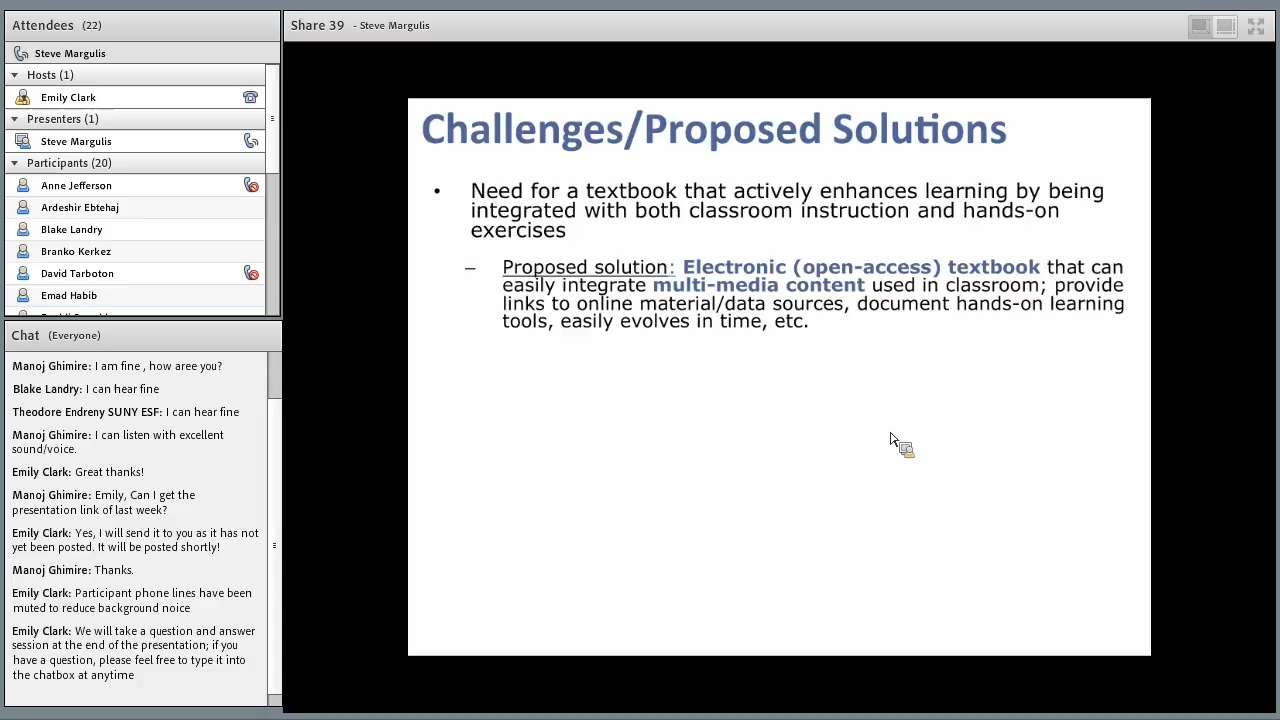 Attendees (22)
Steve Margulis
Hosts (1)
Emily Clark
Presenters (1)
Steve Margulis
Participants (20)
Anne Jefferson
Ardeshir Ebtehaj
Blake Landry
Branko Kerkez
David Tarboton
Emad Habib
Chat (Everyone)
Manoj Ghimire: I am fine , how aree you?
Blake Landry: I can hear fine
Theodore Endreny SUNY ESF: I can hear fine
Manoj Ghimire: I can listen with excellent
sound/voice.
Emily Clark: Great thanks!
Manoj Ghimire: Emily, Can I get the
presentation link of last week?
Emily Clark: Yes, I will send it to you as it has not
yet been posted. It will be posted shortly!
Manoj Ghimire: Thanks.
Emily Clark: Participant phone lines have been
muted to reduce background noice
Emily Clark: We will take a question and answer
session at the end of the presentation; if you
have a question, please feel free to type it into
the chatbox at anytime
Share 39 - Steve Margulis
Challenges/Proposed Solutions
• Need for a textbook that actively enhances learning by being
integrated with both classroom instruction and hands-on
exercises
– Proposed solution: Electronic (open-access) textbook that can
easily integrate multi-media content used in classroom; provide
links to online material/data sources, document hands-on learning
tools, easily evolves in time, etc.